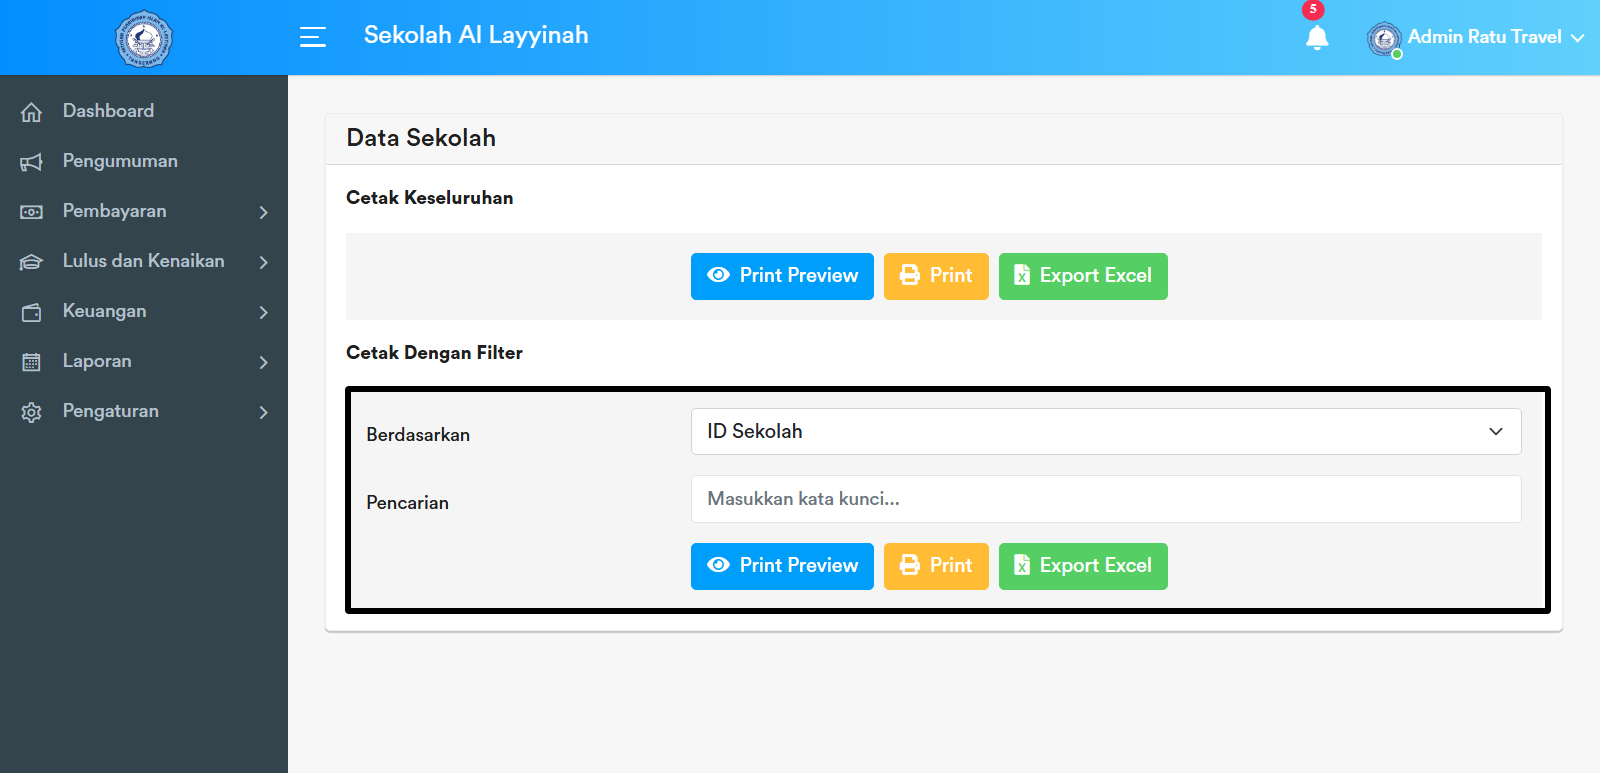 Sekolah Al Layyinah
5
Admin Ratu Travel
Dashboard
Pengumuman
Pembayaran
Lulus dan Kenaikan
Keuangan
Laporan
Pengaturan
Data Sekolah
Cetak Keseluruhan
Print Preview Print Export Excel
Cetak Dengan Filter
Berdasarkan ID Sekolah
Pencarian Masukkan kata kunci...
Print Preview Print Export Excel